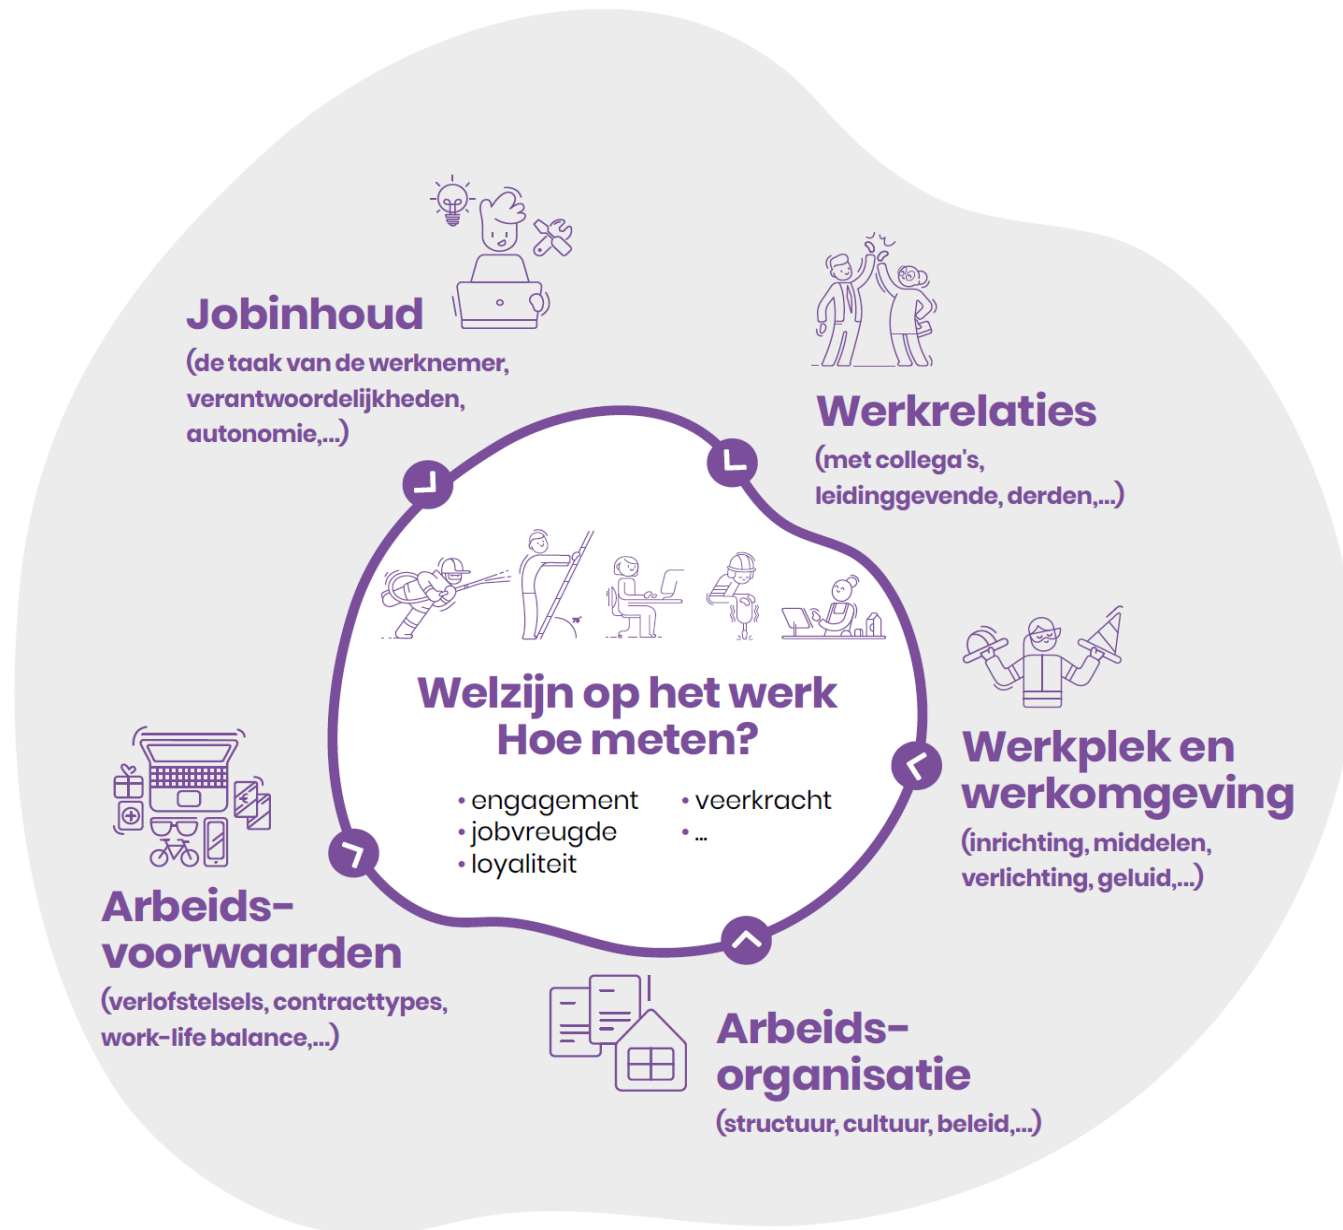 Jobinhoud
(de taak van de werknemer,
verantwoordelijkheden,
autonomie,...)
Werkrelaties
(met collega's,
leidinggevende, derden,...)
75°
Welzijn op het werk
Hoe meten?
• engagement
• jobvreugde
• loyaliteit
• veerkracht
• ...
Werkplek en
werkomgeving
(inrichting, middelen,
verlichting, geluid,...)
Arbeids-
voorwaarden
(verlofstelsels, contracttypes,
work-life balance,...)
€
Arbeids-
organisatie
(structuur, cultuur, beleid,...)